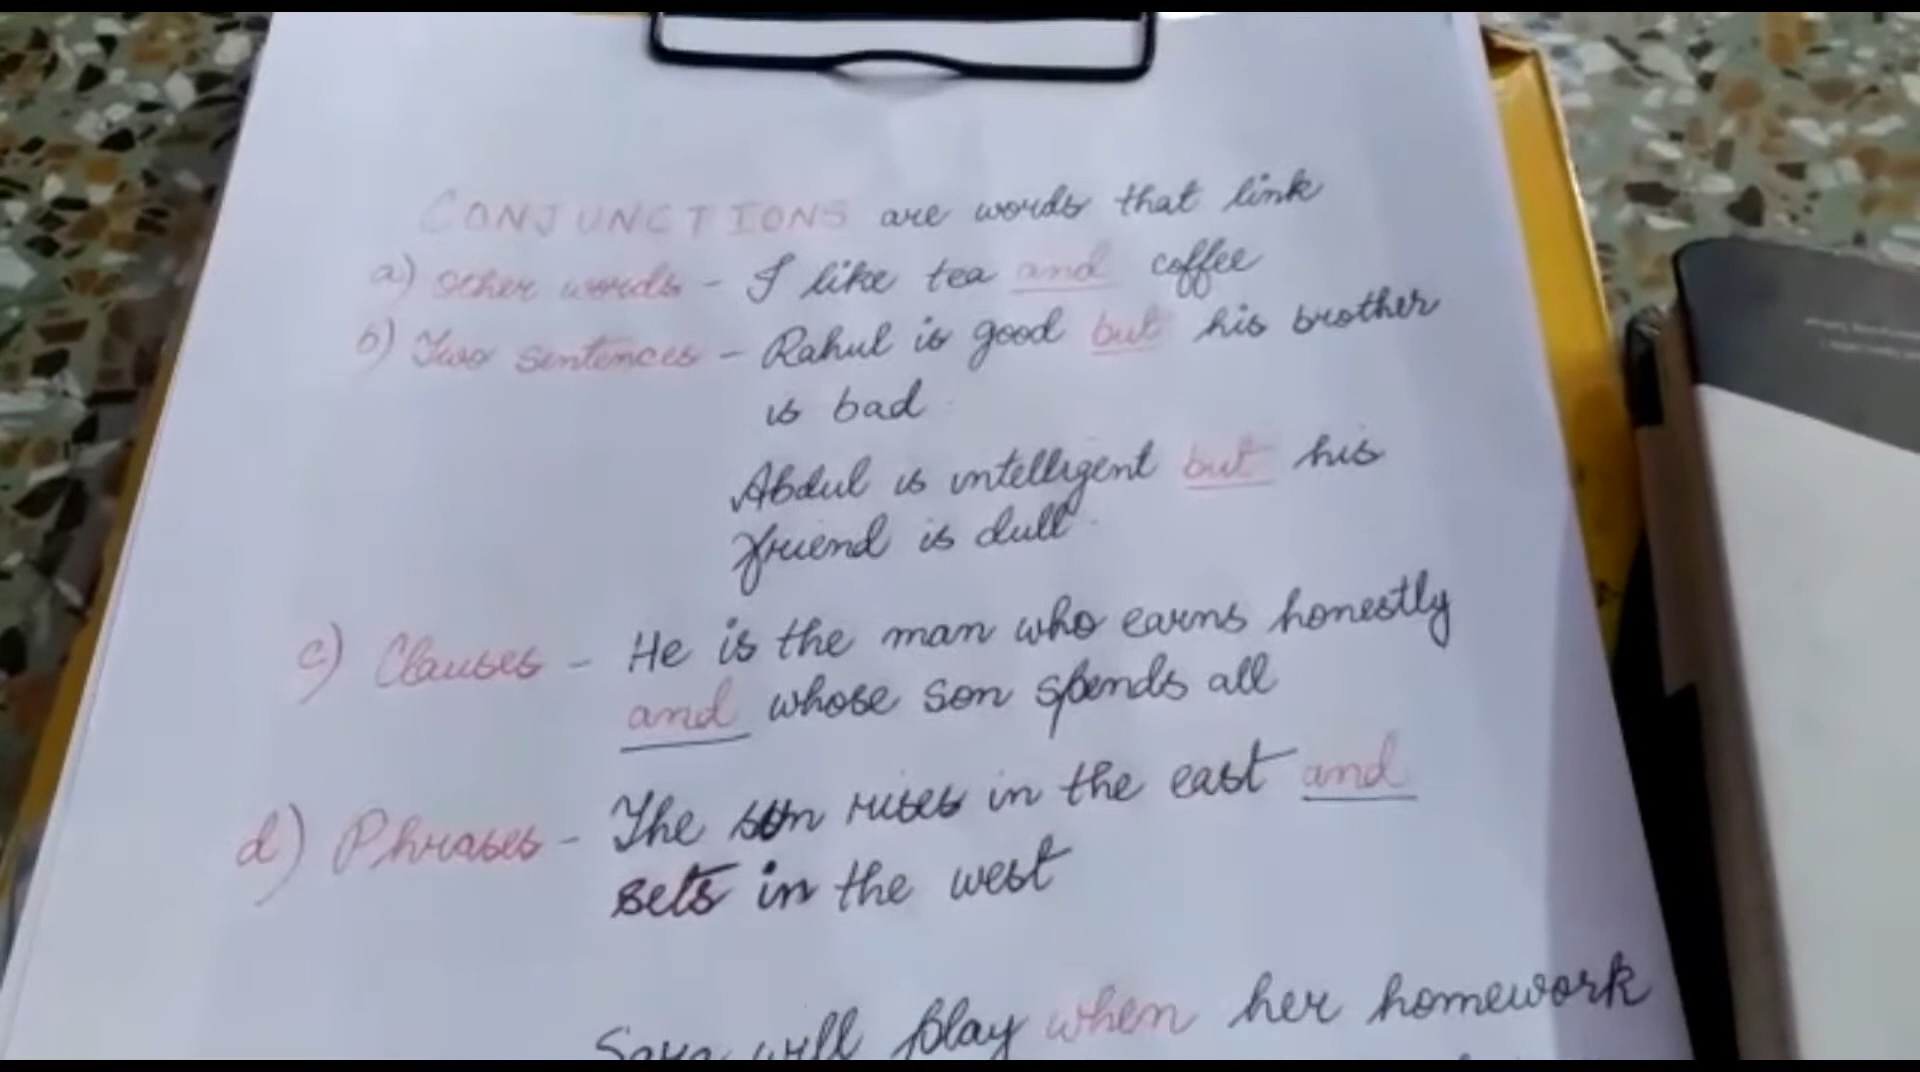 CONJUNCTIONS are words that link
a) other words - I like tea and coffee
b) Two sentences - Rahul is good but his brother
is bad
Abdul is intelligent but his
friend is dull.
c) Clauses - He is the man who earns honestly
and whose son spends all
d) Phrases - The sun rises in the east and
sets in the west
Sara will play when her homework